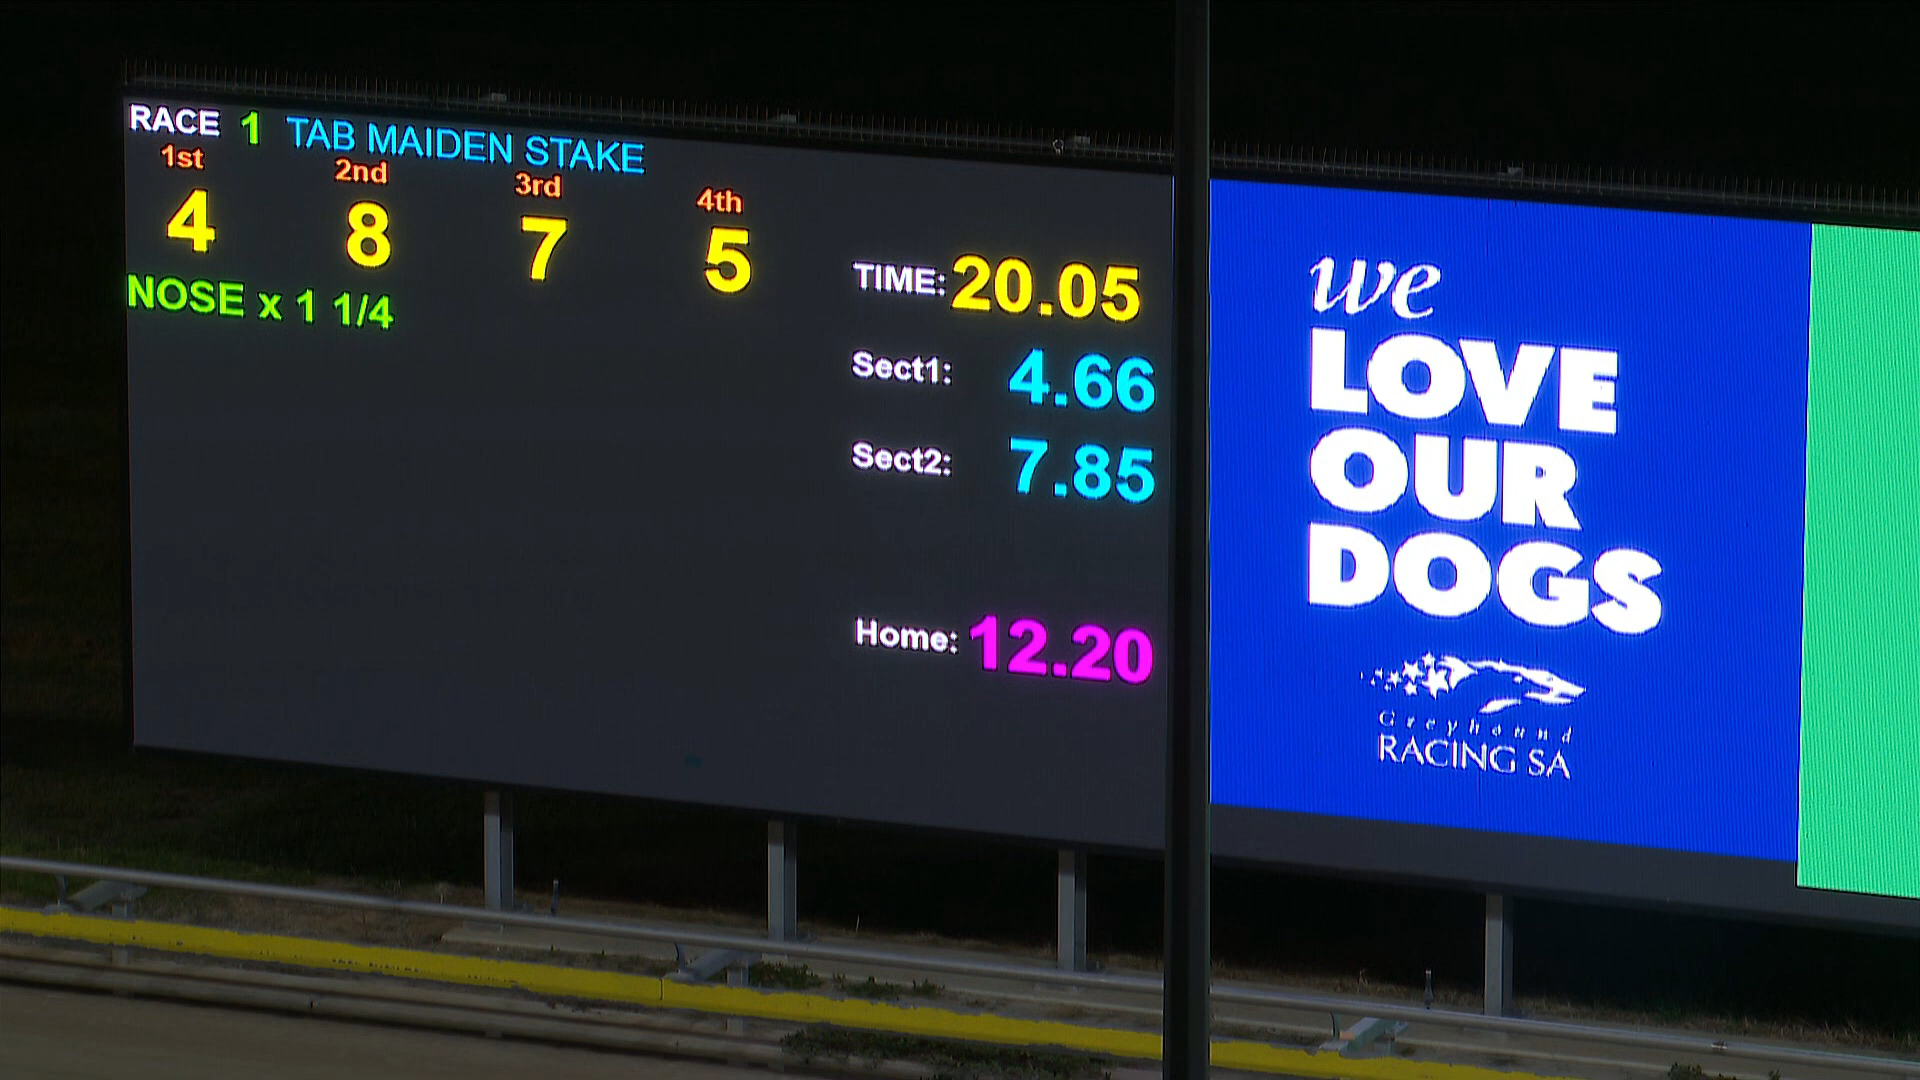 RACE 1 TAB MAIDEN STAKE
1st 2nd 3rd 4th
4 8 7 5
NOSE x 1 1/4
TIME: 20.05
Sect1: 4.66
Sect2: 7.85
Home: 12.20
we
LOVE
OUR
DOGS
Greyhound
RACING SA